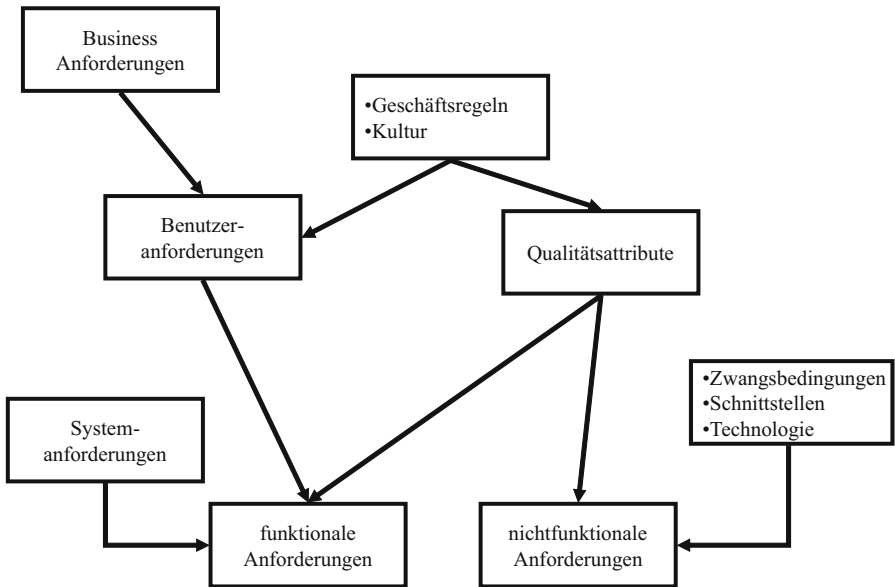 Business
Anforderungen
•Geschäftsregeln
•Kultur
Benutzer-
anforderungen
Qualitätsattribute
•Zwangsbedingungen
•Schnittstellen
•Technologie
System-
anforderungen
funktionale
Anforderungen
nichtfunktionale
Anforderungen